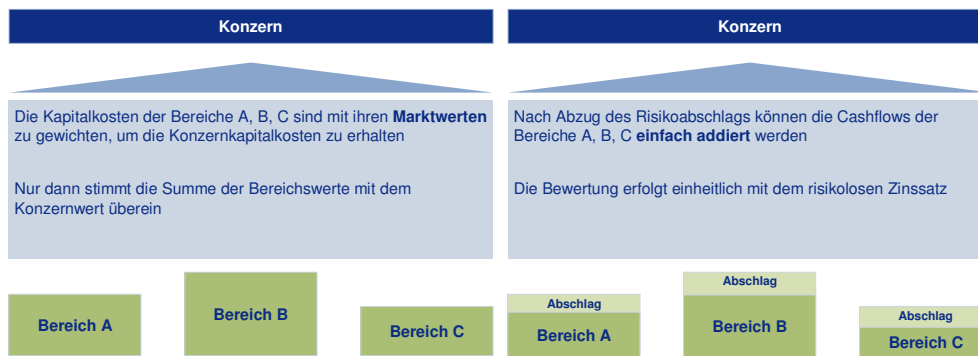 Konzern
Die Kapitalkosten der Bereiche A, B, C sind mit ihren Marktwerten
zu gewichten, um die Konzernkapitalkosten zu erhalten
Nur dann stimmt die Summe der Bereichswerte mit dem
Konzernwert überein
Bereich A
Bereich B
Bereich C
Konzern
Nach Abzug des Risikoabschlags können die Cashflows der
Bereiche A, B, C einfach addiert werden
Die Bewertung erfolgt einheitlich mit dem risikolosen Zinssatz
Abschlag
Bereich A
Abschlag
Bereich B
Abschlag
Bereich C